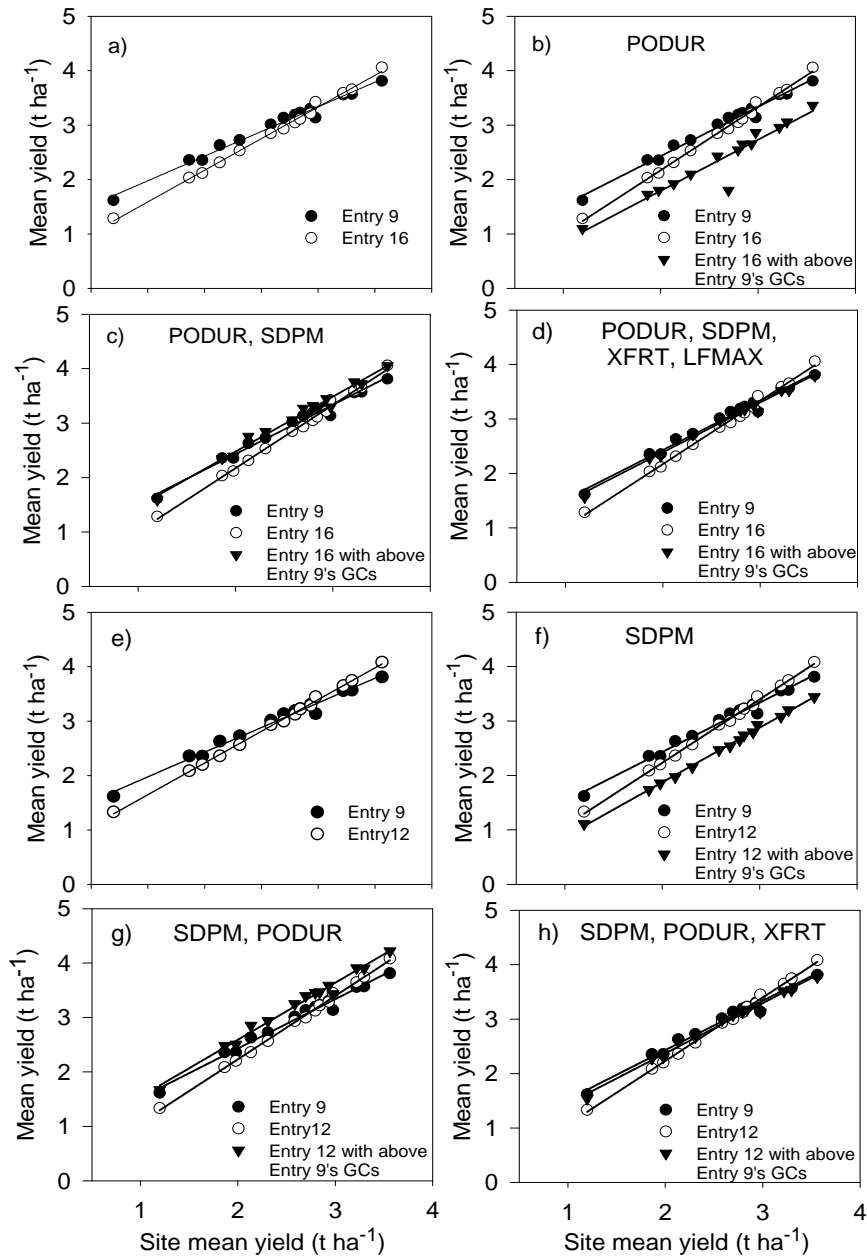 a)
Mean yield (t ha-1)
5
4
3
2
1
0
Entry 9
Entry 16
b) PODUR
Mean yield (t ha-1)
5
4
3
2
1
0
Entry 9
Entry 16
Entry 16 with above
Entry 9's GCs
c) PODUR, SDPM
Mean yield (t ha-1)
5
4
3
2
1
0
Entry 9
Entry 16
Entry 16 with above
Entry 9's GCs
d) PODUR, SDPM,
XFRT, LFMAX
Mean yield (t ha-1)
5
4
3
2
1
0
Entry 9
Entry 16
Entry 16 with above
Entry 9's GCs
e)
Mean yield (t ha-1)
5
4
3
2
1
0
Entry 9
Entry12
f) SDPM
Mean yield (t ha-1)
5
4
3
2
1
0
Entry 9
Entry12
Entry 12 with above
Entry 9's GCs
g) SDPM, PODUR
Mean yield (t ha-1)
5
4
3
2
1
0
Entry 9
Entry12
Entry 12 with above
Entry 9's GCs
1 2 3 4
Site mean yield (t ha-1)
h) SDPM, PODUR, XFRT
Mean yield (t ha-1)
5
4
3
2
1
0
Entry 9
Entry12
Entry 12 with above
Entry 9's GCs
1 2 3 4
Site mean yield (t ha-1)